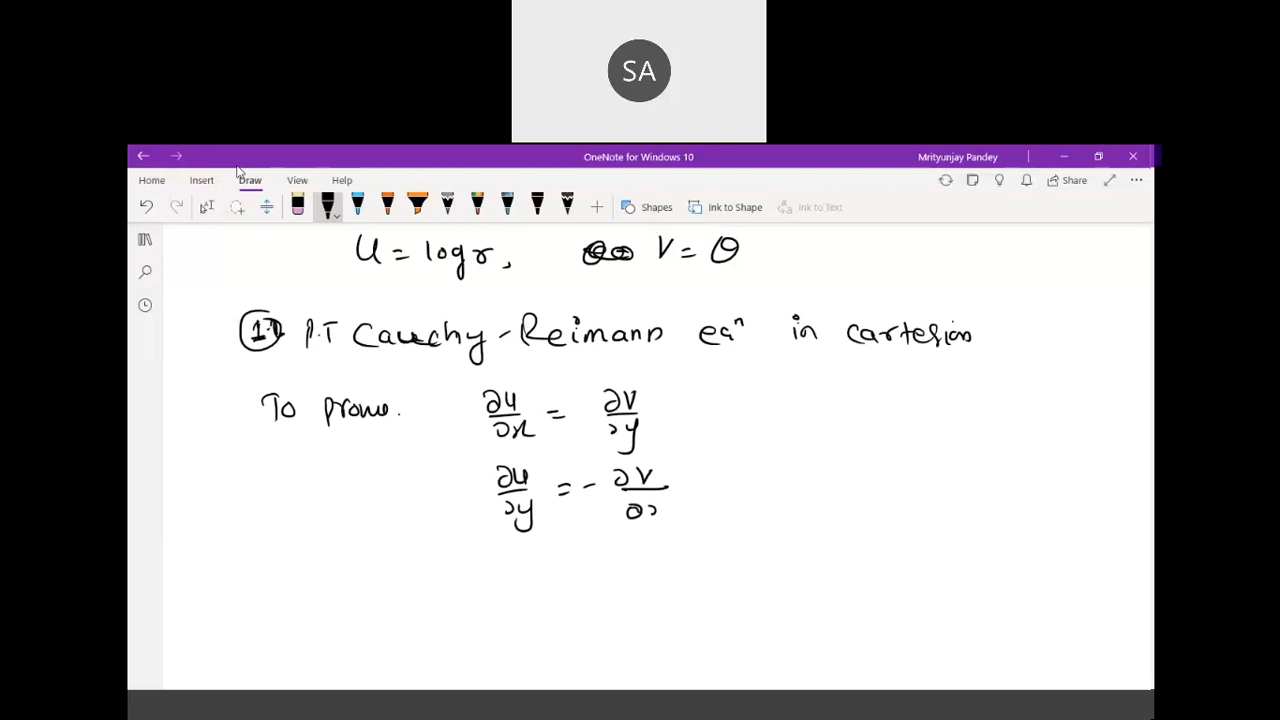 SA
OneNote for Windows 10
Mrityunjay Pandey
Home Insert Draw View Help
Share
Shapes Ink to Shape Ink to Text
U = log r, V = θ
P.T Cauchy-Reimann eqⁿ in cartesian
To prove. ∂u/∂x = ∂v/∂y
∂u/∂y = - ∂v/∂